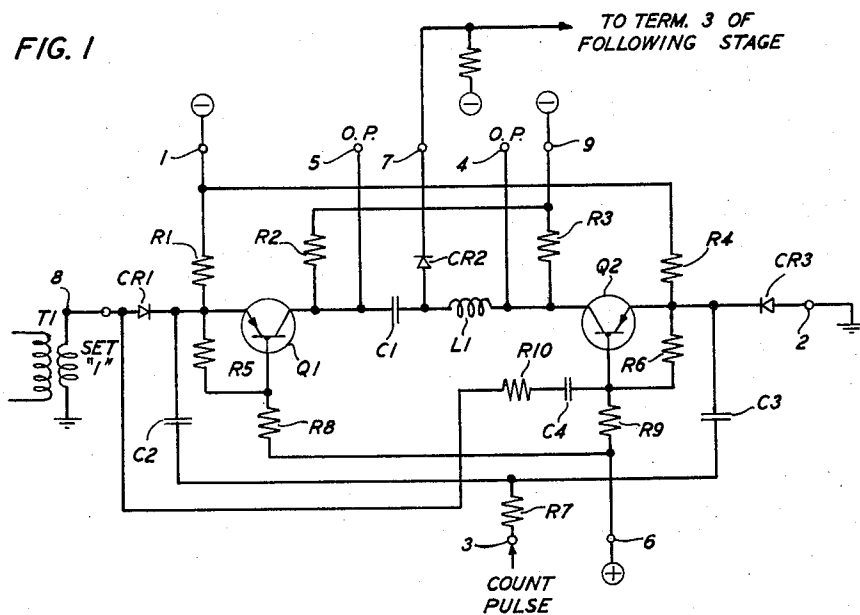 FIG. 1
TO TERM. 3 OF
FOLLOWING STAGE
1
O.P.
5
7
O.P.
4
9
R1
R2
R3
R4
8
CR1
CR2
Q2
CR3
T1
SET
"1"
R5
Q1
C1
L1
R6
2
R10
C2
R8
C4
R9
C3
R7
3
6
COUNT
PULSE